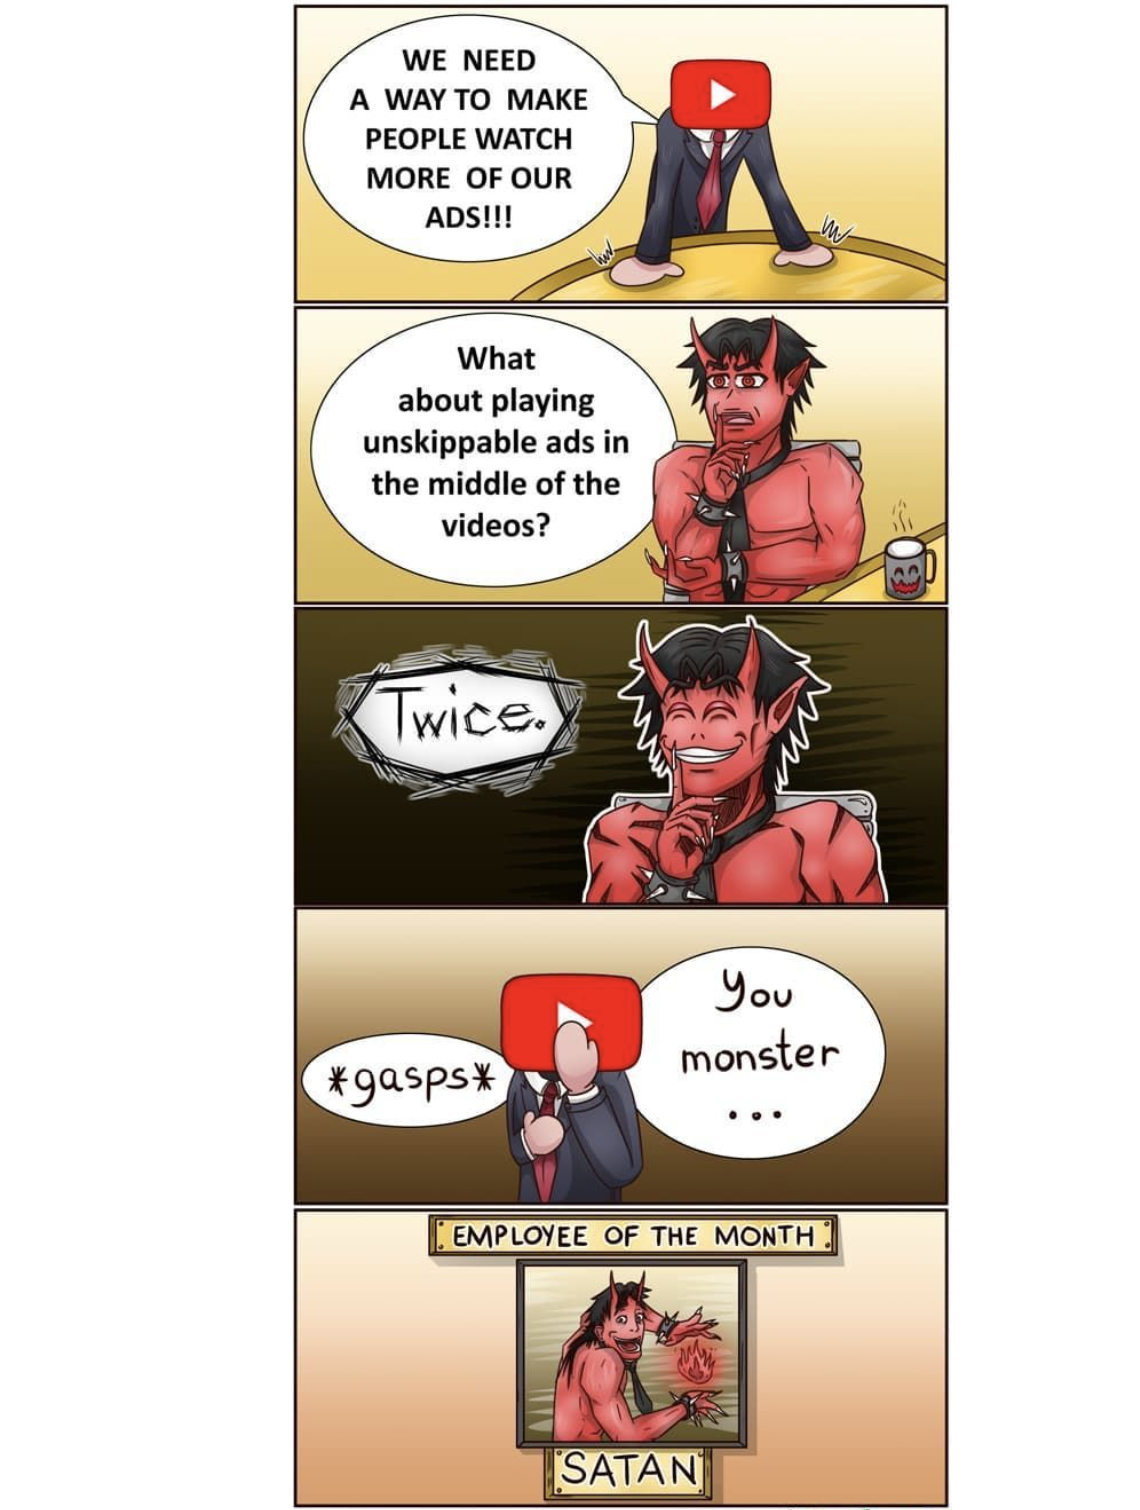 WE NEED
A WAY TO MAKE
PEOPLE WATCH
MORE OF OUR
ADS!!!
What
about playing
unskippable ads in
the middle of the
videos?
Twice.
*gasps*
You
monster
...
EMPLOYEE OF THE MONTH
SATAN